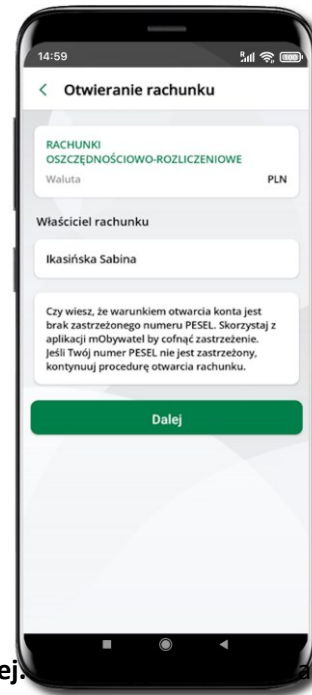 14:59
100
Otwieranie rachunku
RACHUNKI
OSZCZĘDNOŚCIOWO-ROZLICZENIOWE
Waluta PLN
Właściciel rachunku
Ikasińska Sabina
Czy wiesz, że warunkiem otwarcia konta jest
brak zastrzeżonego numeru PESEL. Skorzystaj z
aplikacji mObywatel by cofnąć zastrzeżenie.
Jeśli Twój numer PESEL nie jest zastrzeżony,
kontynuuj procedurę otwarcia rachunku.
Dalej
ej.